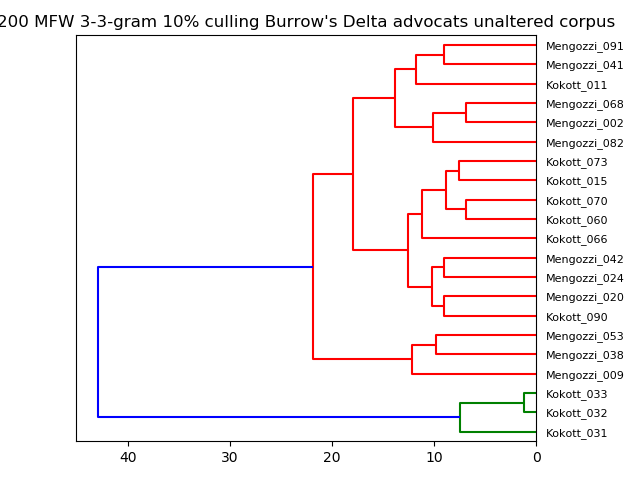 200 MFW 3-3-gram 10% culling Burrow's Delta advocats unaltered corpus
Mengozzi_091
Mengozzi_041
Kokott_011
Mengozzi_068
Mengozzi_002
Mengozzi_082
Kokott_073
Kokott_015
Kokott_070
Kokott_060
Kokott_066
Mengozzi_042
Mengozzi_024
Mengozzi_020
Kokott_090
Mengozzi_053
Mengozzi_038
Mengozzi_009
Kokott_033
Kokott_032
Kokott_031
40 30 20 10 0